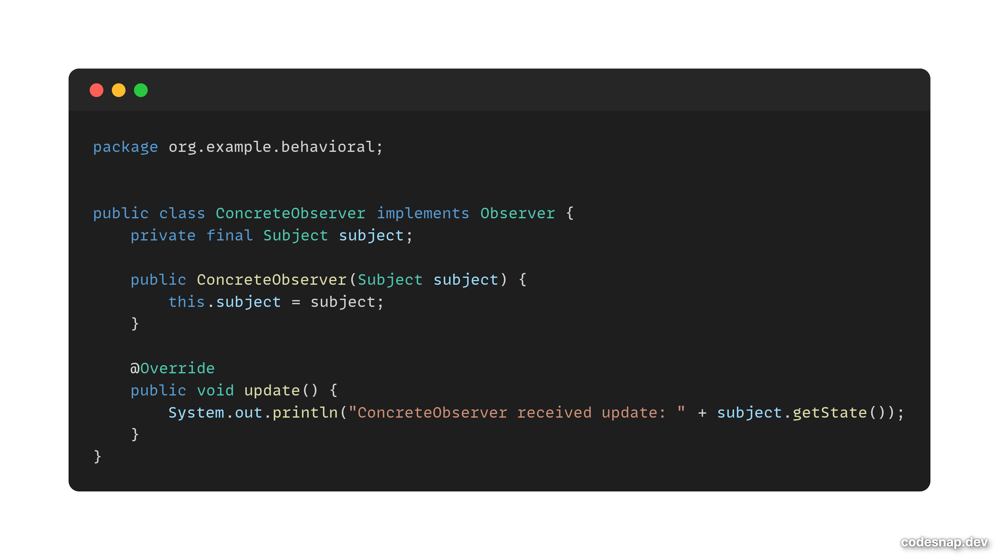 package org.example.behavioral;
public class ConcreteObserver implements Observer {
    private final Subject subject;
    public ConcreteObserver(Subject subject) {
        this.subject = subject;
    }
    @Override
    public void update() {
        System.out.println("ConcreteObserver received update: " + subject.getState());
    }
}
codesnap.dev